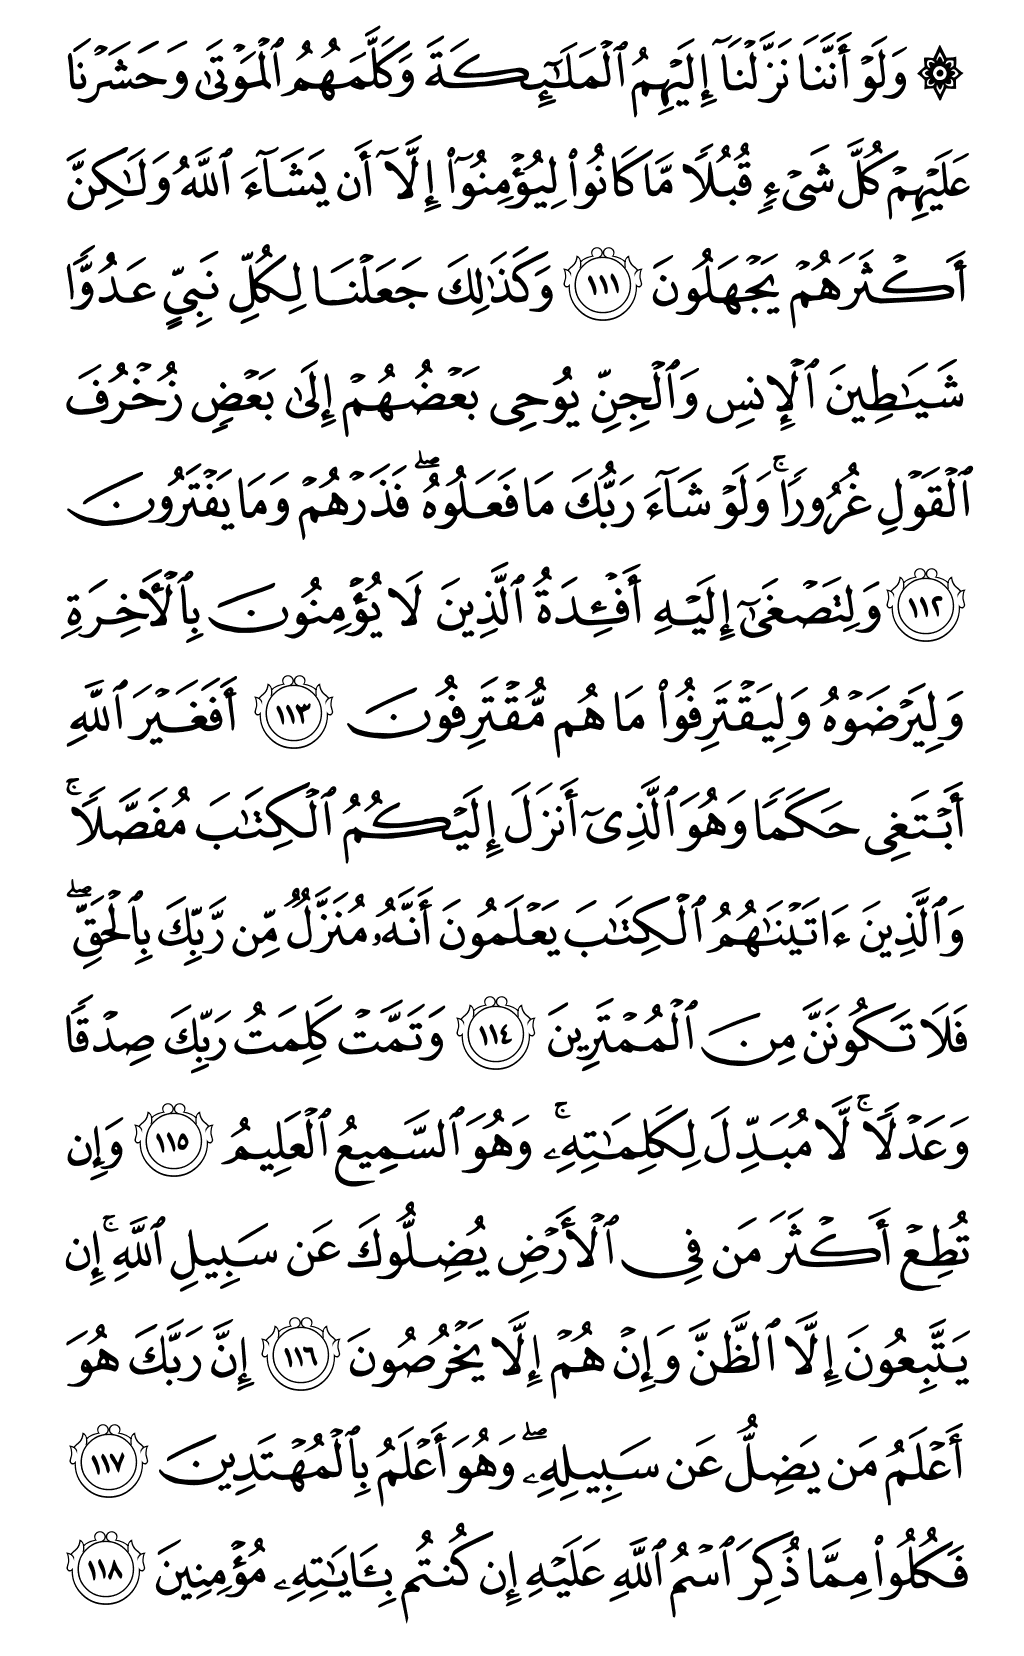 ۞ وَلَوۡ أَنَّنَا نَزَّلۡنَآ إِلَيۡهِمُ ٱلۡمَلَـٰٓئِكَةَ وَكَلَّمَهُمُ ٱلۡمَوۡتَىٰ وَحَشَرۡنَا
عَلَيۡهِمۡ كُلَّ شَيۡءٖ قُبُلٗا مَّا كَانُواْ لِيُؤۡمِنُوٓاْ إِلَّآ أَن يَشَآءَ ٱللَّهُ وَلَٰكِنَّ
أَكۡثَرَهُمۡ يَجۡهَلُونَ ١١١ وَكَذَٰلِكَ جَعَلۡنَا لِكُلِّ نَبِيٍّ عَدُوّٗا
شَيَٰطِينَ ٱلۡإِنسِ وَٱلۡجِنِّ يُوحِي بَعۡضُهُمۡ إِلَىٰ بَعۡضٖ زُخۡرُفَ
ٱلۡقَوۡلِ غُرُورٗاۚ وَلَوۡ شَآءَ رَبُّكَ مَا فَعَلُوهُۖ فَذَرۡهُمۡ وَمَا يَفۡتَرُونَ
١١٢ وَلِتَصۡغَىٰٓ إِلَيۡهِ أَفۡـِٔدَةُ ٱلَّذِينَ لَا يُؤۡمِنُونَ بِٱلۡأٓخِرَةِ
وَلِيَرۡضَوۡهُ وَلِيَقۡتَرِفُواْ مَا هُم مُّقۡتَرِفُونَ ١١٣ أَفَغَيۡرَ ٱللَّهِ
أَبۡتَغِي حَكَمٗا وَهُوَ ٱلَّذِيٓ أَنزَلَ إِلَيۡكُمُ ٱلۡكِتَٰبَ مُفَصَّلٗاۚ
وَٱلَّذِينَ ءَاتَيۡنَٰهُمُ ٱلۡكِتَٰبَ يَعۡلَمُونَ أَنَّهُۥ مُنَزَّلٞ مِّن رَّبِّكَ بِٱلۡحَقِّۖ
فَلَا تَكُونَنَّ مِنَ ٱلۡمُمۡتَرِينَ ١١٤ وَتَمَّتۡ كَلِمَتُ رَبِّكَ صِدۡقٗا
وَعَدۡلٗاۚ لَّا مُبَدِّلَ لِكَلِمَٰتِهِۦۚ وَهُوَ ٱلسَّمِيعُ ٱلۡعَلِيمُ ١١٥ وَإِن
تُطِعۡ أَكۡثَرَ مَن فِي ٱلۡأَرۡضِ يُضِلُّوكَ عَن سَبِيلِ ٱللَّهِۚ إِن
يَتَّبِعُونَ إِلَّا ٱلظَّنَّ وَإِنۡ هُمۡ إِلَّا يَخۡرُصُونَ ١١٦ إِنَّ رَبَّكَ هُوَ
أَعۡلَمُ مَن يَضِلُّ عَن سَبِيلِهِۦۖ وَهُوَ أَعۡلَمُ بِٱلۡمُهۡتَدِينَ ١١٧
فَكُلُواْ مِمَّا ذُكِرَ ٱسۡمُ ٱللَّهِ عَلَيۡهِ إِن كُنتُم بِـَٔايَٰتِهِۦ مُؤۡمِنِينَ ١١٨